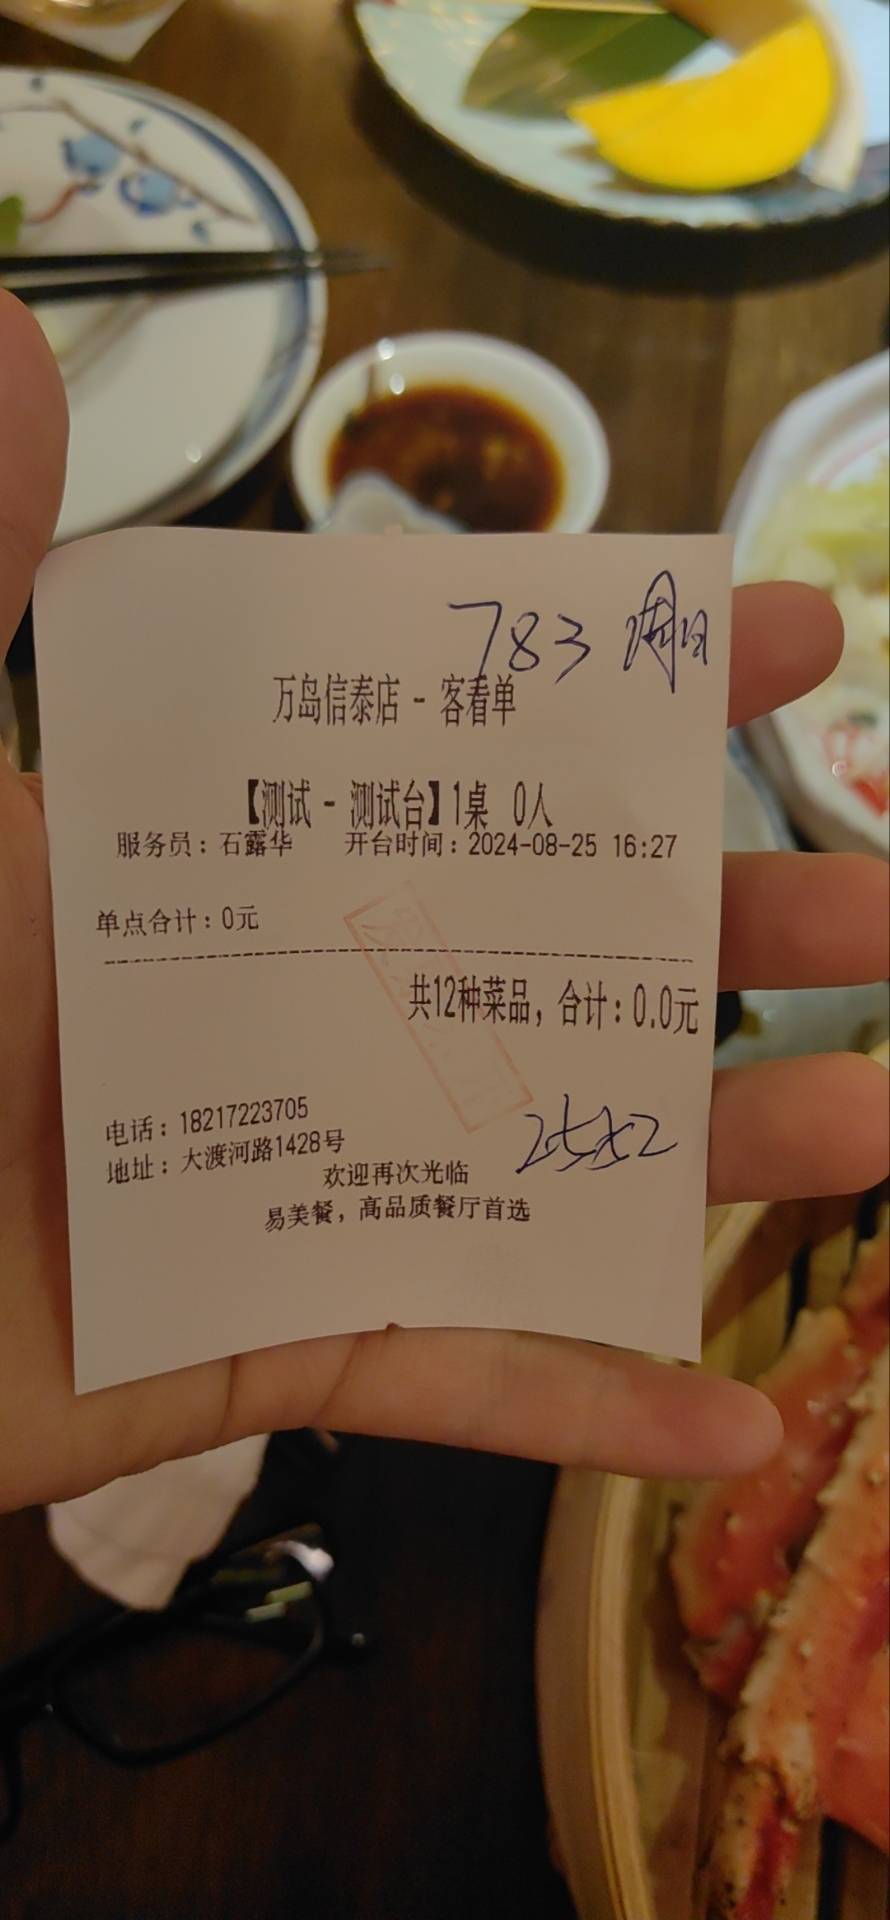 783 周日
万岛信泰店 - 客看单
【测试 - 测试台】1桌 0人
服务员：石露华 开台时间：2024-08-25 16:27
单点合计：0元
共12种菜品，合计：0.0元
电话：18217223705
地址：大渡河路1428号
欢迎再次光临
易美餐，高品质餐厅首选